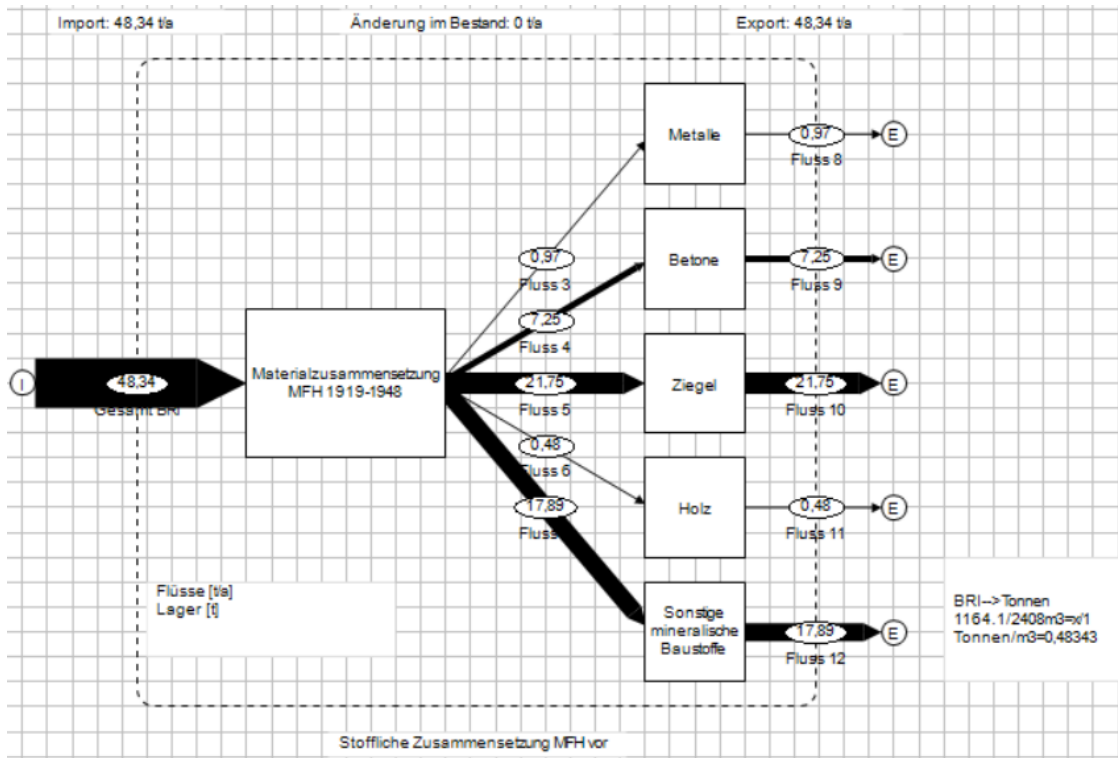 Import: 48,34 t/a
Änderung im Bestand: 0 t/a
Export: 48,34 t/a
Metalle
0,97
E
Fluss 8
0,97
Fluss 3
Betone
7,25
E
Fluss 9
7,25
Fluss 4
I
48,34
Gesamt BRI
Materialzusammensetzung
MFH 1919-1948
21,75
Fluss 5
Ziegel
21,75
E
Fluss 10
0,48
Fluss 6
17,89
Fluss
Holz
0,48
E
Fluss 11
Flüsse [t/a]
Lager [t]
Sonstige
mineralische
Baustoffe
17,89
E
Fluss 12
BRI-->Tonnen
1164.1/2408m3=x/1
Tonnen/m3=0,48343
Stoffliche Zusammensetzung MFH vor